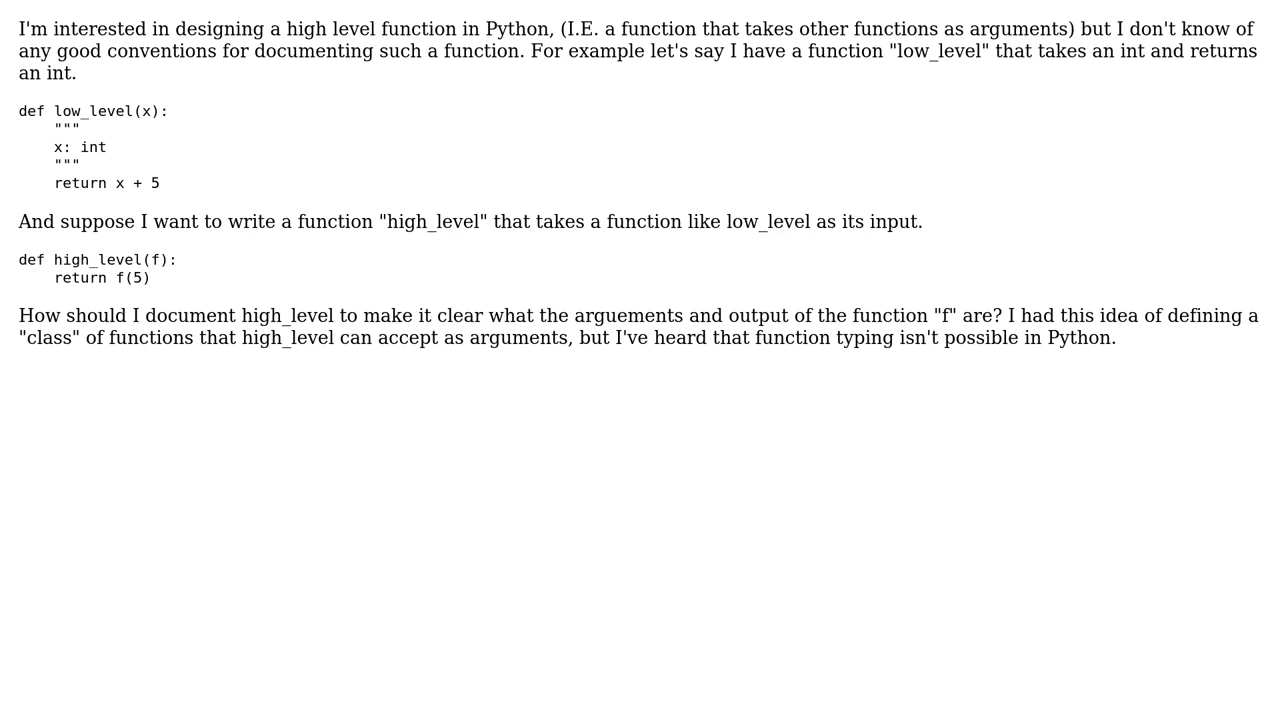 I'm interested in designing a high level function in Python, (I.E. a function that takes other functions as arguments) but I don't know of
any good conventions for documenting such a function. For example let's say I have a function "low_level" that takes an int and returns
an int.
def low_level(x):
    """
    x: int
    """
    return x + 5
And suppose I want to write a function "high_level" that takes a function like low_level as its input.
def high_level(f):
    return f(5)
How should I document high_level to make it clear what the arguements and output of the function "f" are? I had this idea of defining a
"class" of functions that high_level can accept as arguments, but I've heard that function typing isn't possible in Python.